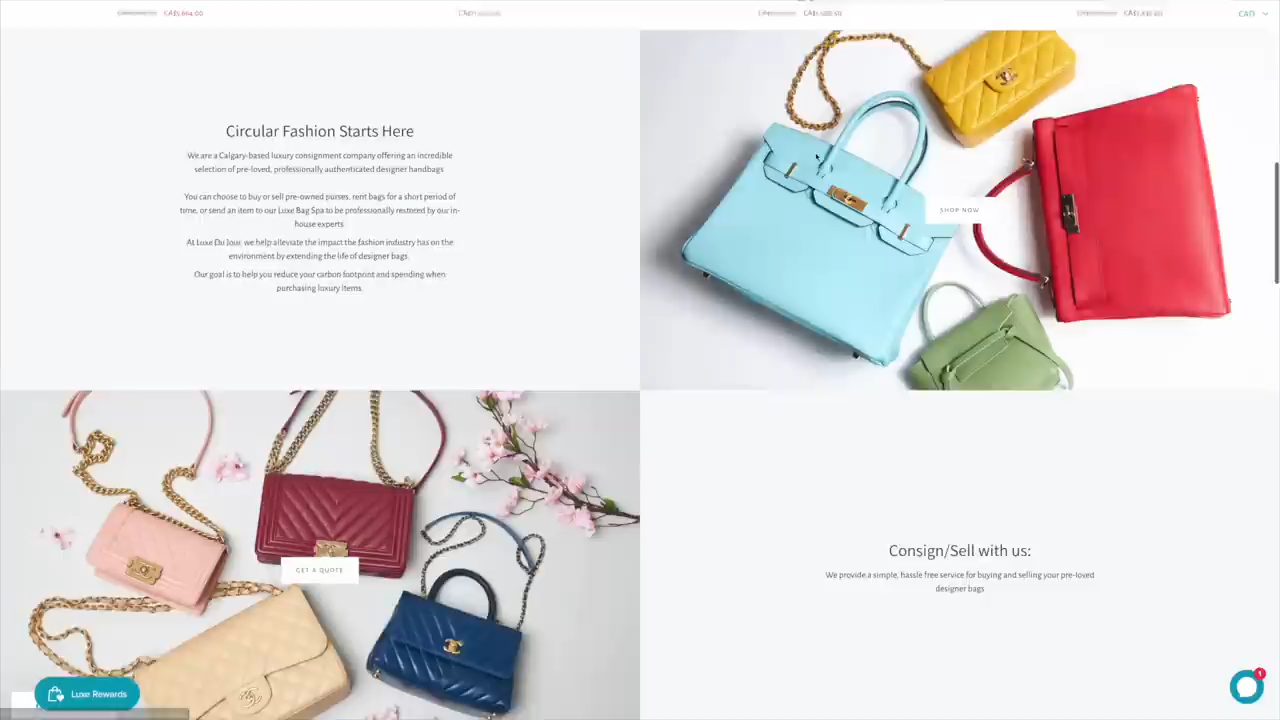 CAD
Circular Fashion Starts Here
We are a Calgary-based luxury consignment company offering an incredible
selection of pre-loved, professionally authenticated designer handbags
You can choose to buy or sell pre-owned purses, rent bags for a short period of
time, or send an item to our Luxe Bag Spa to be professionally restored by our in-
house experts.
At Luxe Du Jour, we help alleviate the impact the fashion industry has on the
environment by extending the life of designer bags.
Our goal is to help you reduce your carbon footprint and spending when
purchasing luxury items.
SHOP NOW
GET A QUOTE
Consign/Sell with us:
We provide a simple, hassle free service for buying and selling your pre-loved
designer bags
Luxe Rewards
1